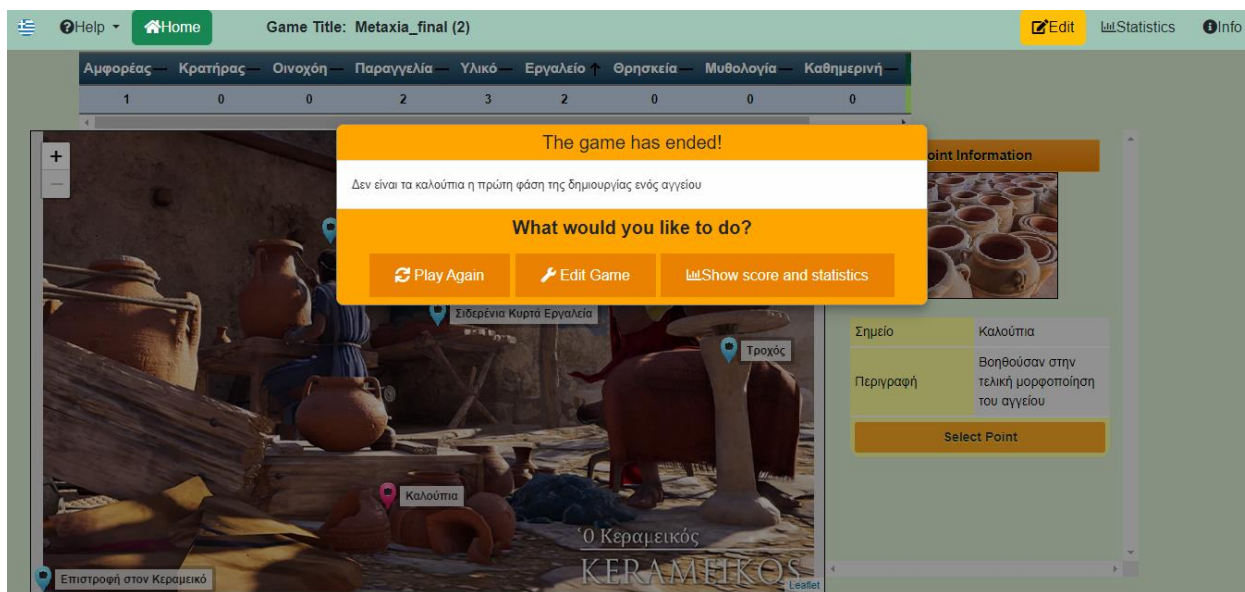 Help Home Game Title: Metaxia_final (2) Edit Statistics Info
Αμφορέας Κρατήρας Οινοχόη Παραγγελία Υλικό Εργαλείο Θρησκεία Μυθολογία Καθημερινή
1 0 0 2 3 2 0 0 0
The game has ended!
Δεν είναι τα καλούπια η πρώτη φάση της δημιουργίας ενός αγγείου
What would you like to do?
Play Again Edit Game Show score and statistics
+
−
Σιδερένια Κυρτά Εργαλεία
Τροχός
Καλούπια
Ὁ Κεραμεικός
KERAMEIKOS
Επιστροφή στον Κεραμεικό
Leaflet
oint Information
Σημείο Καλούπια
Περιγραφή Βοηθούσαν στην
τελική μορφοποίηση
του αγγείου
Select Point